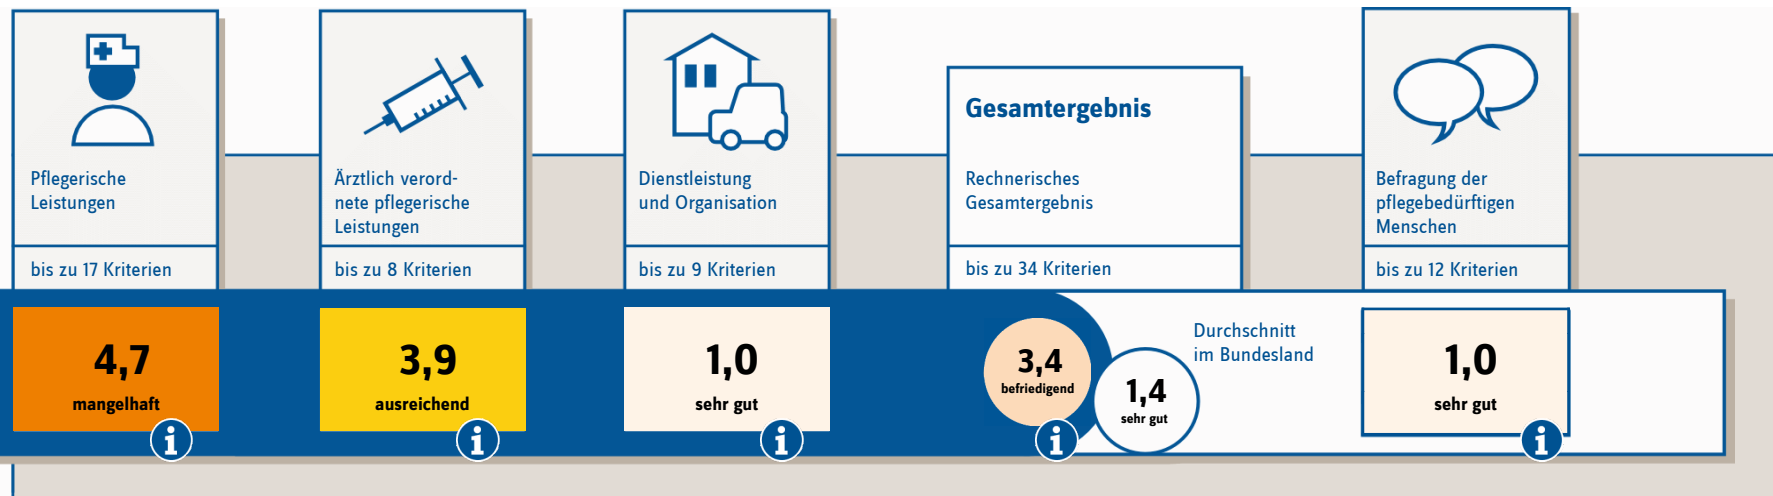 Pflegerische
Leistungen
bis zu 17 Kriterien
4,7
mangelhaft
i
Ärztlich verord-
nete pflegerische
Leistungen
bis zu 8 Kriterien
3,9
ausreichend
i
Dienstleistung
und Organisation
bis zu 9 Kriterien
1,0
sehr gut
i
Gesamtergebnis
Rechnerisches
Gesamtergebnis
bis zu 34 Kriterien
3,4
befriedigend
i
1,4
sehr gut
Durchschnitt
im Bundesland
Befragung der
pflegebedürftigen
Menschen
bis zu 12 Kriterien
1,0
sehr gut
i